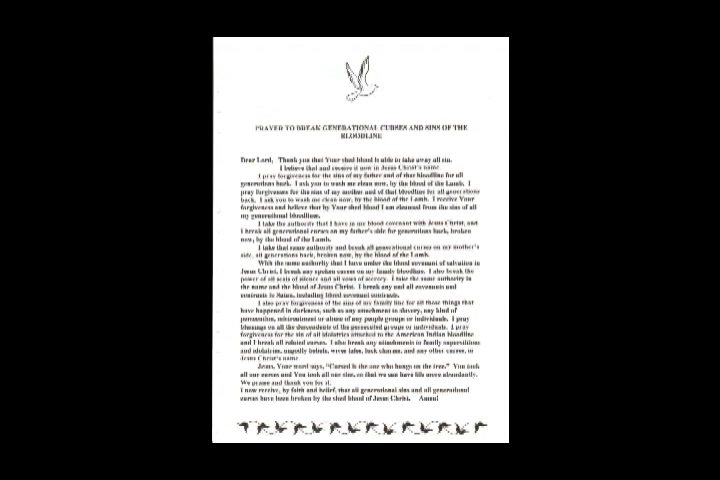 PRAYER TO BREAK GENERATIONAL CURSES AND SINS OF THE
BLOODLINE
Dear Lord, Thank you that Your shed blood is able to take away all sin.
I believe that and receive it now in Jesus Christ's name.
I pray forgiveness for the sins of my father and of that bloodline for all
generations back. I ask you to wash me clean now, by the blood of the Lamb. I
pray forgiveness for the sins of my mother and of that bloodline for all generations
back. I ask you to wash me clean now, by the blood of the Lamb. I receive Your
forgiveness and believe that by Your shed blood I am cleansed from the sins of all
my generational bloodlines.
I take the authority that I have in my blood covenant with Jesus Christ, and
I break all generational curses on my father's side for generations back, broken
now, by the blood of the Lamb.
I take that same authority and break all generational curses on my mother's
side, all generations back, broken now, by the blood of the Lamb.
With the same authority that I have under the blood covenant of salvation in
Jesus Christ, I break any spoken curses on my family bloodline. I also break the
power of all seals of silence and all vows of secrecy. I take the same authority in
the name and the blood of Jesus Christ. I break any and all covenants and
contracts to Satan, including blood covenant contracts.
I also pray forgiveness of the sins of my family line for all those things that
have happened in darkness, such as any attachment to slavery, any kind of
persecution, mistreatment or abuse of any people groups or individuals. I pray
blessings on all the descendents of the persecuted groups or individuals. I pray
forgiveness for the sin of all idolatries attached to the American Indian bloodline
and I break all related curses. I also break any attachments to family superstitions
and idolatries, ungodly beliefs, wives tales, luck charms, and any other curses, in
Jesus Christ's name.
Jesus, Your word says, "Cursed is the one who hangs on the tree." You took
all our curses and You took all our sins, so that we can have life more abundantly.
We praise and thank you for it.
I now receive, by faith and belief, that all generational sins and all generational
curses have been broken by the shed blood of Jesus Christ. Amen!